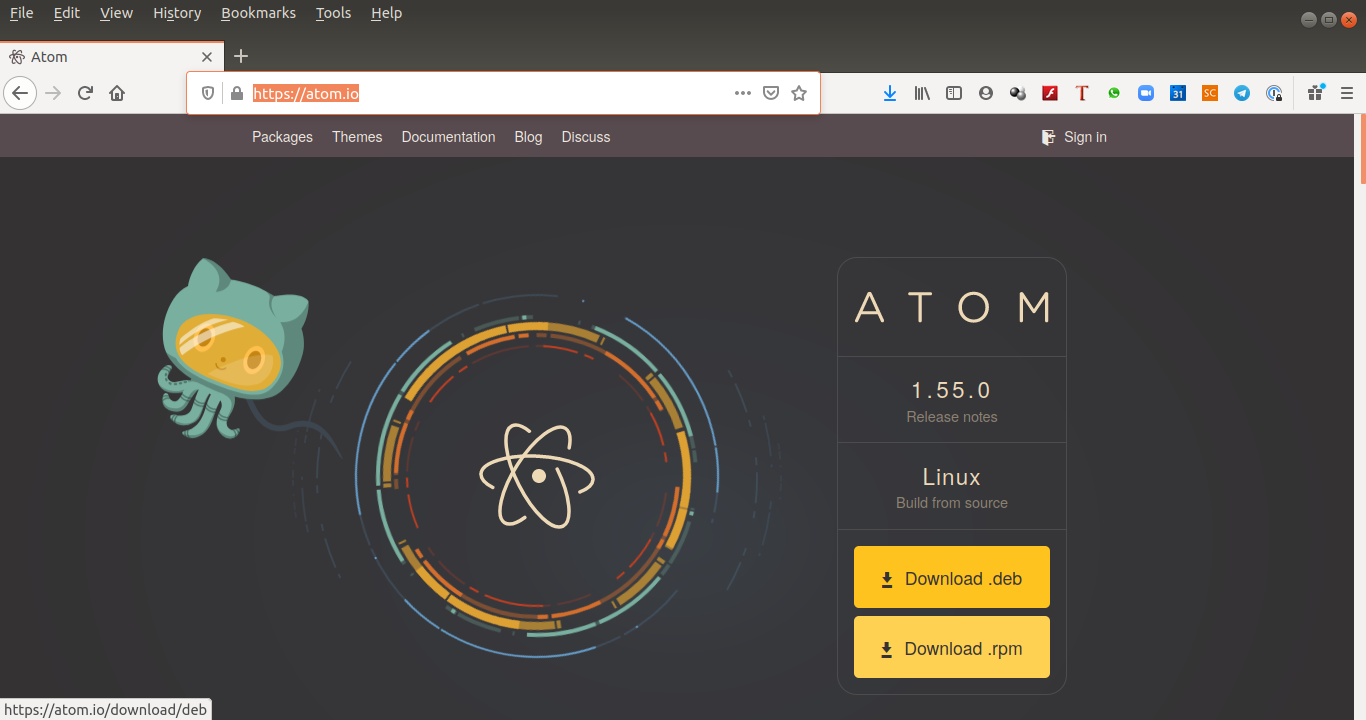 File Edit View History Bookmarks Tools Help
Atom
https://atom.io
31 SC
Packages Themes Documentation Blog Discuss Sign in
ATOM
1.55.0
Release notes
Linux
Build from source
Download .deb
Download .rpm
https://atom.io/download/deb